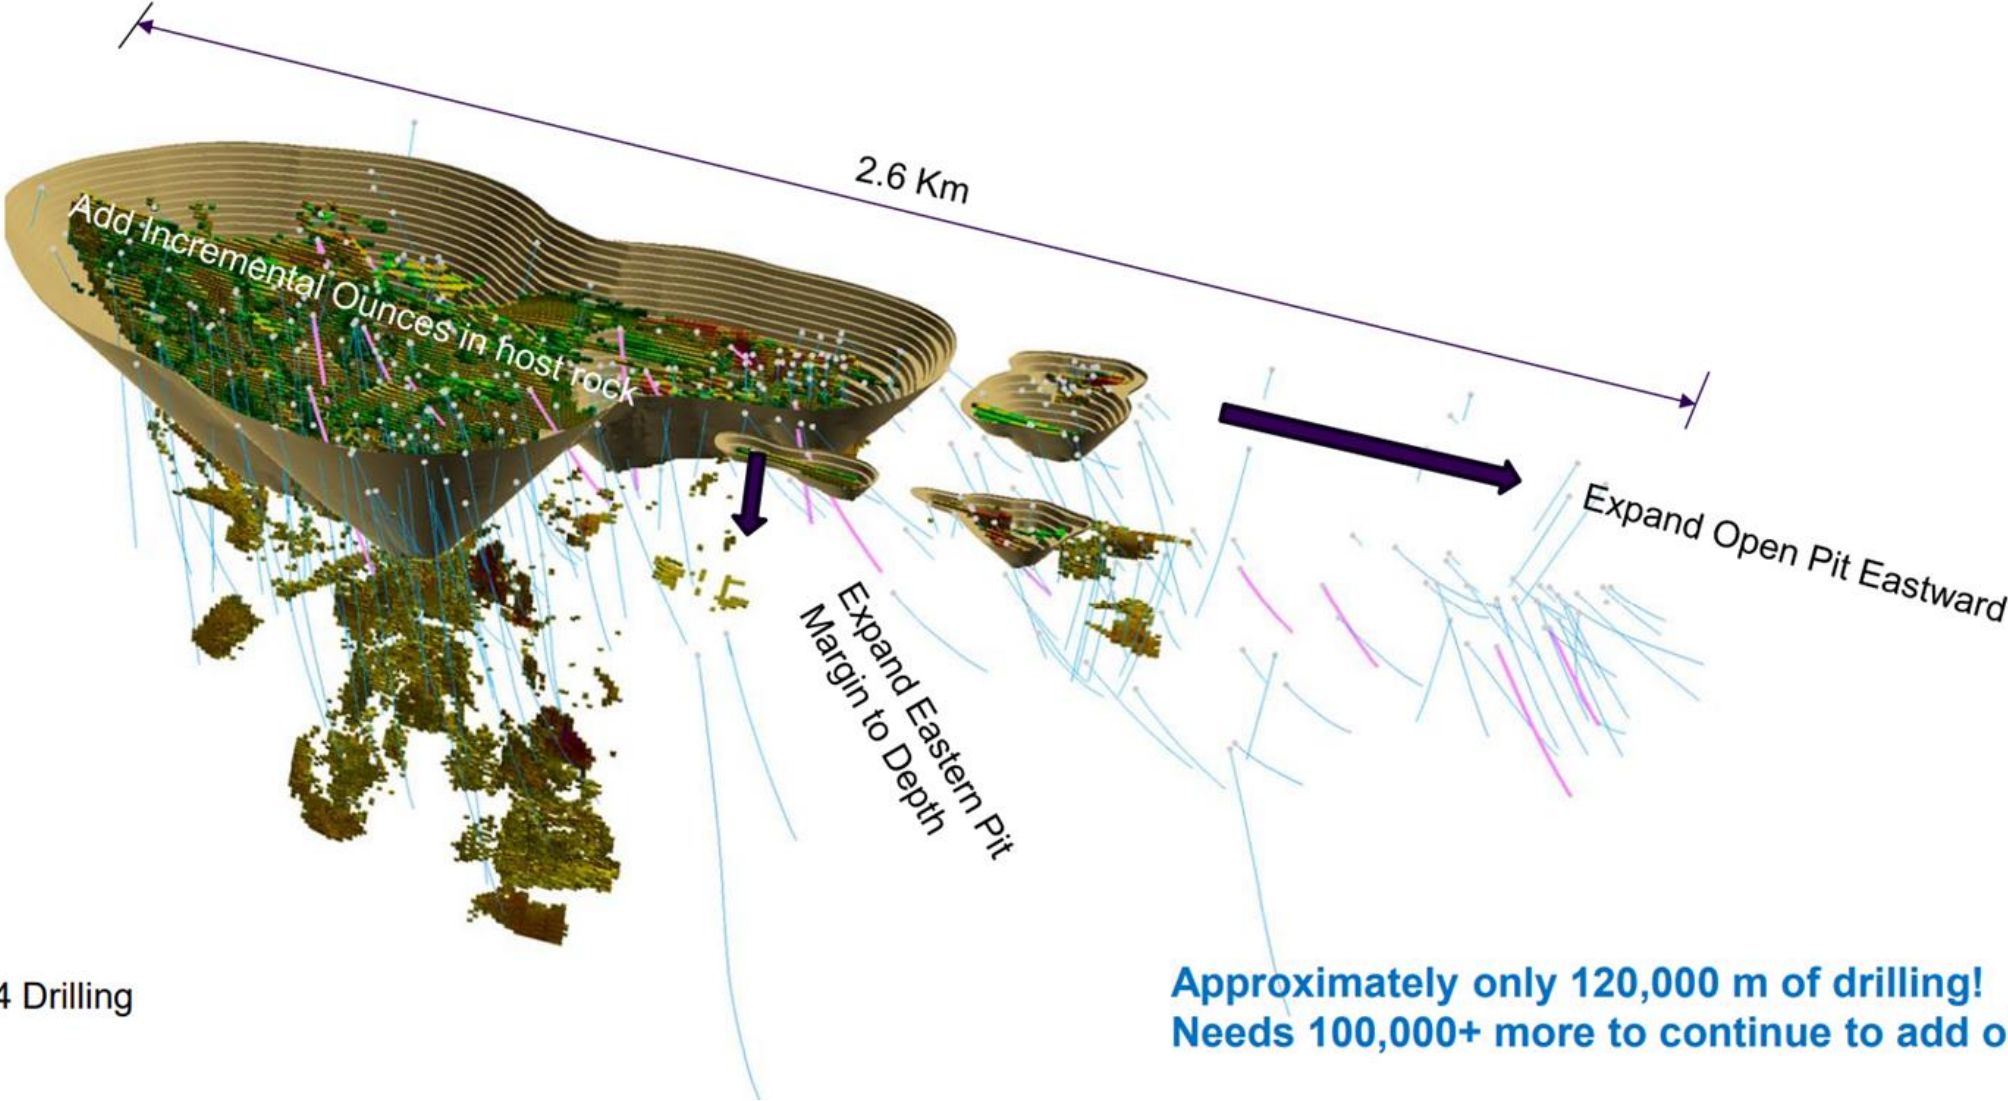 2.6 Km
Add Incremental Ounces in host rock
Expand Open Pit Eastward
Expand Eastern Pit
Margin to Depth
4 Drilling
Approximately only 120,000 m of drilling!
Needs 100,000+ more to continue to add o